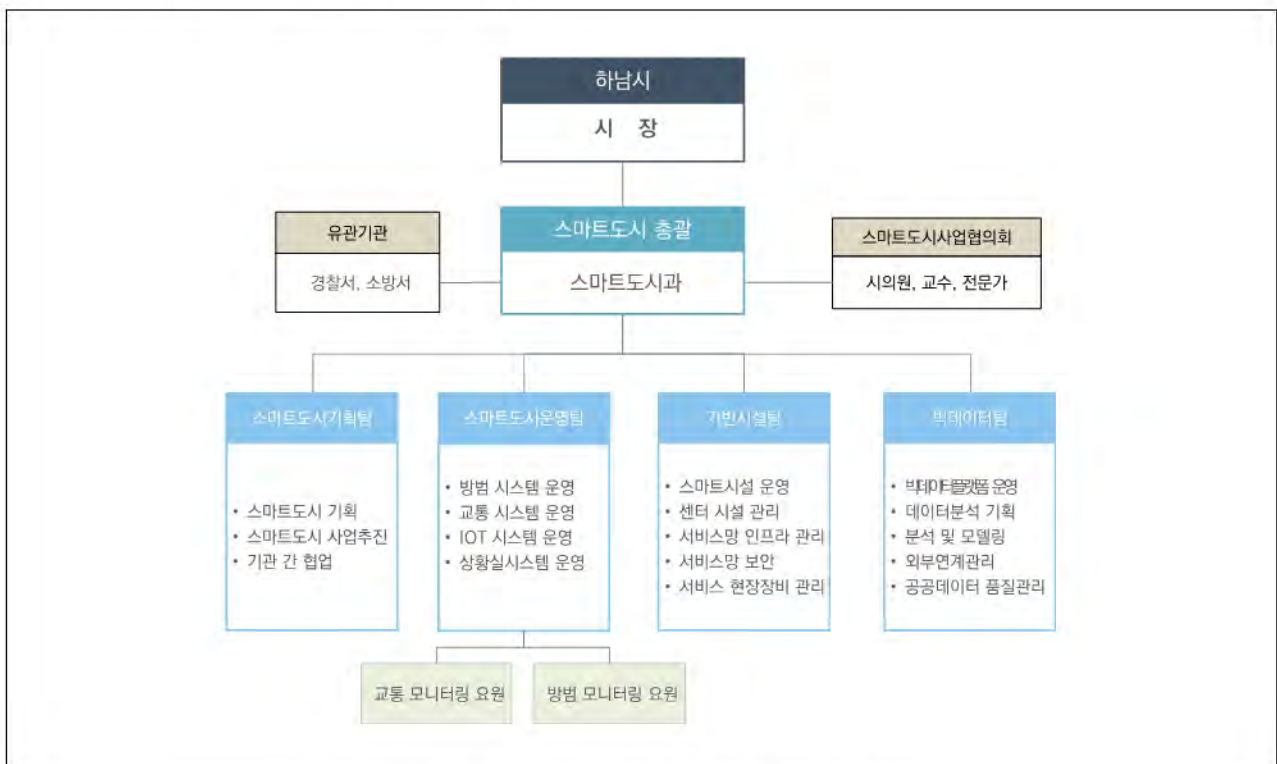 하남시
시 장
유관기관
경찰서, 소방서
스마트도시 총괄
스마트도시과
스마트도시사업협의회
시의원, 교수, 전문가
스마트도시기획팀
• 스마트도시 기획
• 스마트도시 사업추진
• 기관 간 협업
스마트도시운영팀
• 방범 시스템 운영
• 교통 시스템 운영
• IOT 시스템 운영
• 상황실시스템 운영
기반시설팀
• 스마트시설 운영
• 센터 시설 관리
• 서비스망 인프라 관리
• 서비스망 보안
• 서비스 현장장비 관리
빅데이터팀
• 빅데이터플랫폼 운영
• 데이터분석 기획
• 분석 및 모델링
• 외부연계관리
• 공공데이터 품질관리
교통 모니터링 요원
방범 모니터링 요원